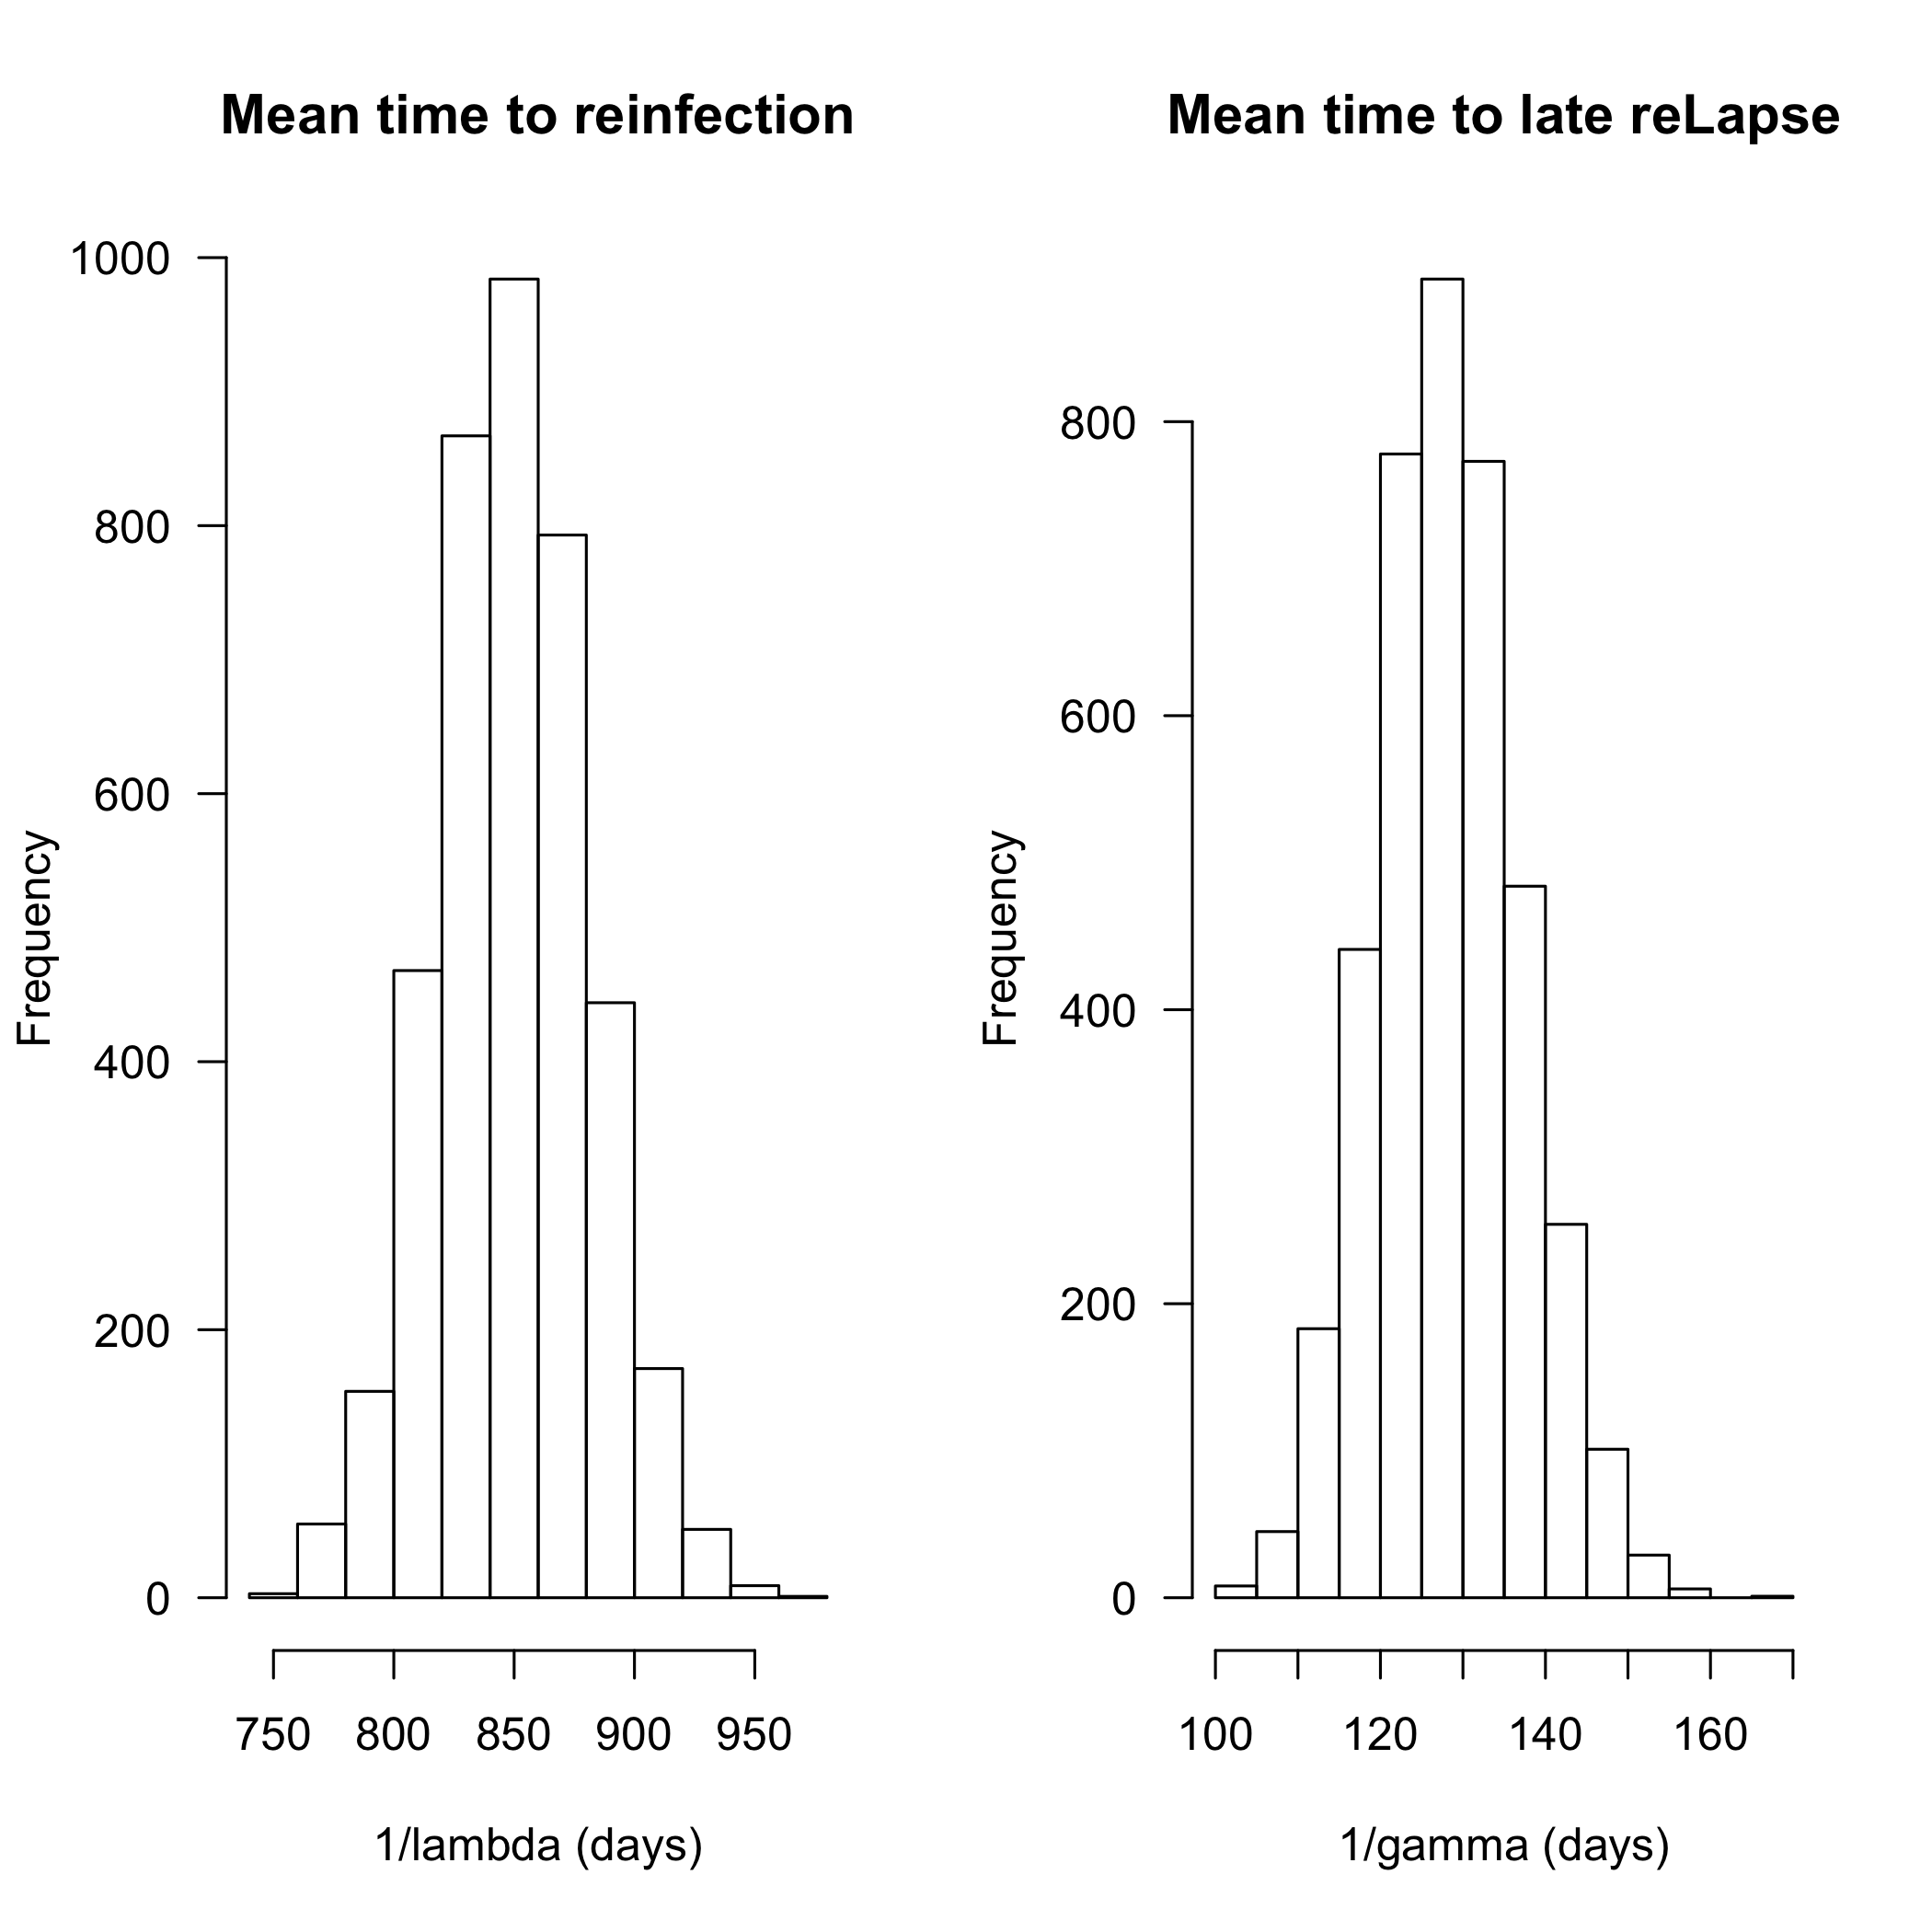 Mean time to reinfection
Frequency
1000
800
600
400
200
0
750 800 850 900 950
1/lambda (days)
Mean time to late reLapse
Frequency
800
600
400
200
0
100 120 140 160
1/gamma (days)